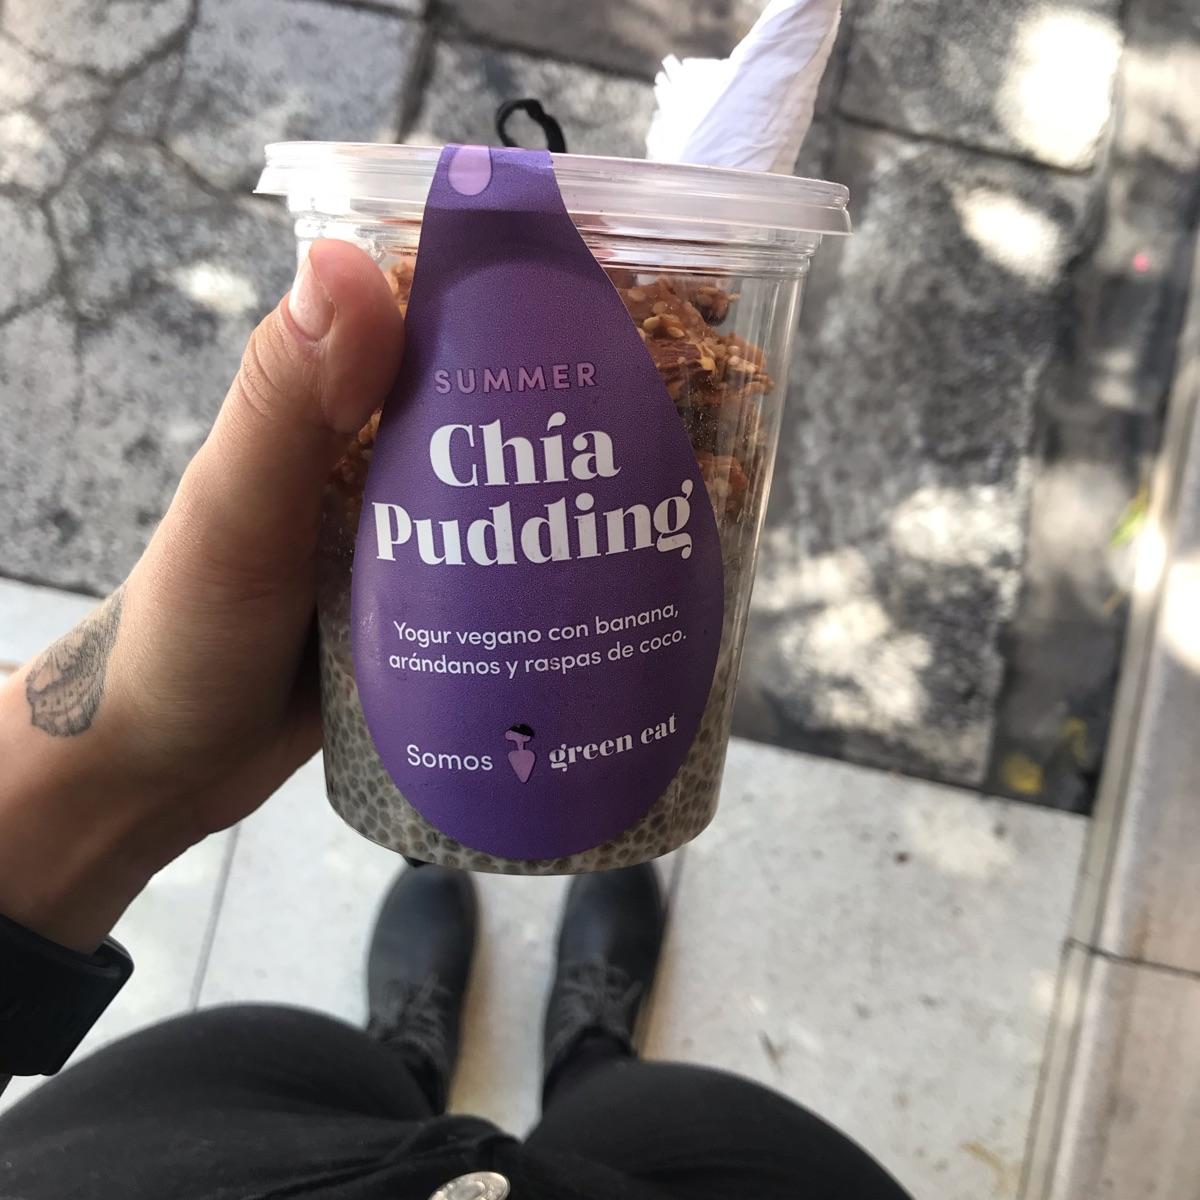 SUMMER
Chía
Pudding
Yogur vegano con banana,
arándanos y raspas de coco.
Somos green eat